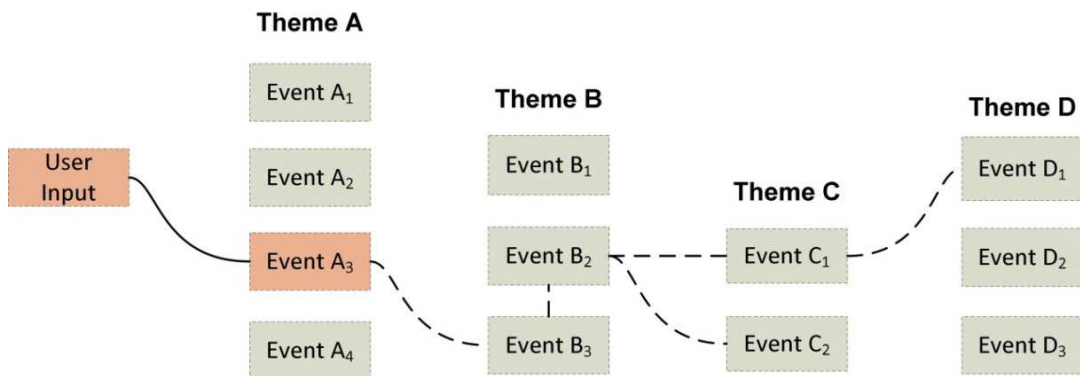 Theme A
Event A₁
Event A₂
Event A₃
Event A₄
User
Input
Theme B
Event B₁
Event B₂
Event B₃
Theme C
Event C₁
Event C₂
Theme D
Event D₁
Event D₂
Event D₃